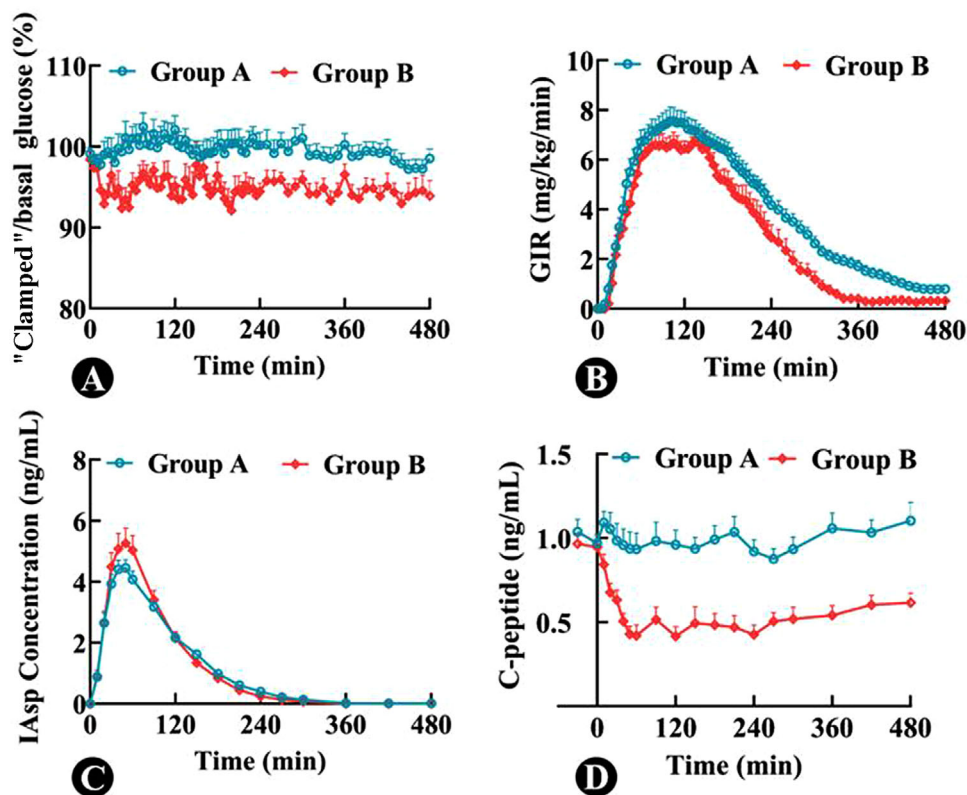 "Clamped"/basal glucose (%)
110
100
90
80
Group A
Group B
0 120 240 360 480
Time (min)
A
GIR (mg/kg/min)
10
8
6
4
2
0
Group A
Group B
0 120 240 360 480
Time (min)
B
IAsp Concentration (ng/mL)
8
6
4
2
0
Group A
Group B
0 120 240 360 480
Time (min)
C
C-peptide (ng/mL)
1.5
1.0
0.5
Group A
Group B
0 120 240 360 480
Time (min)
D